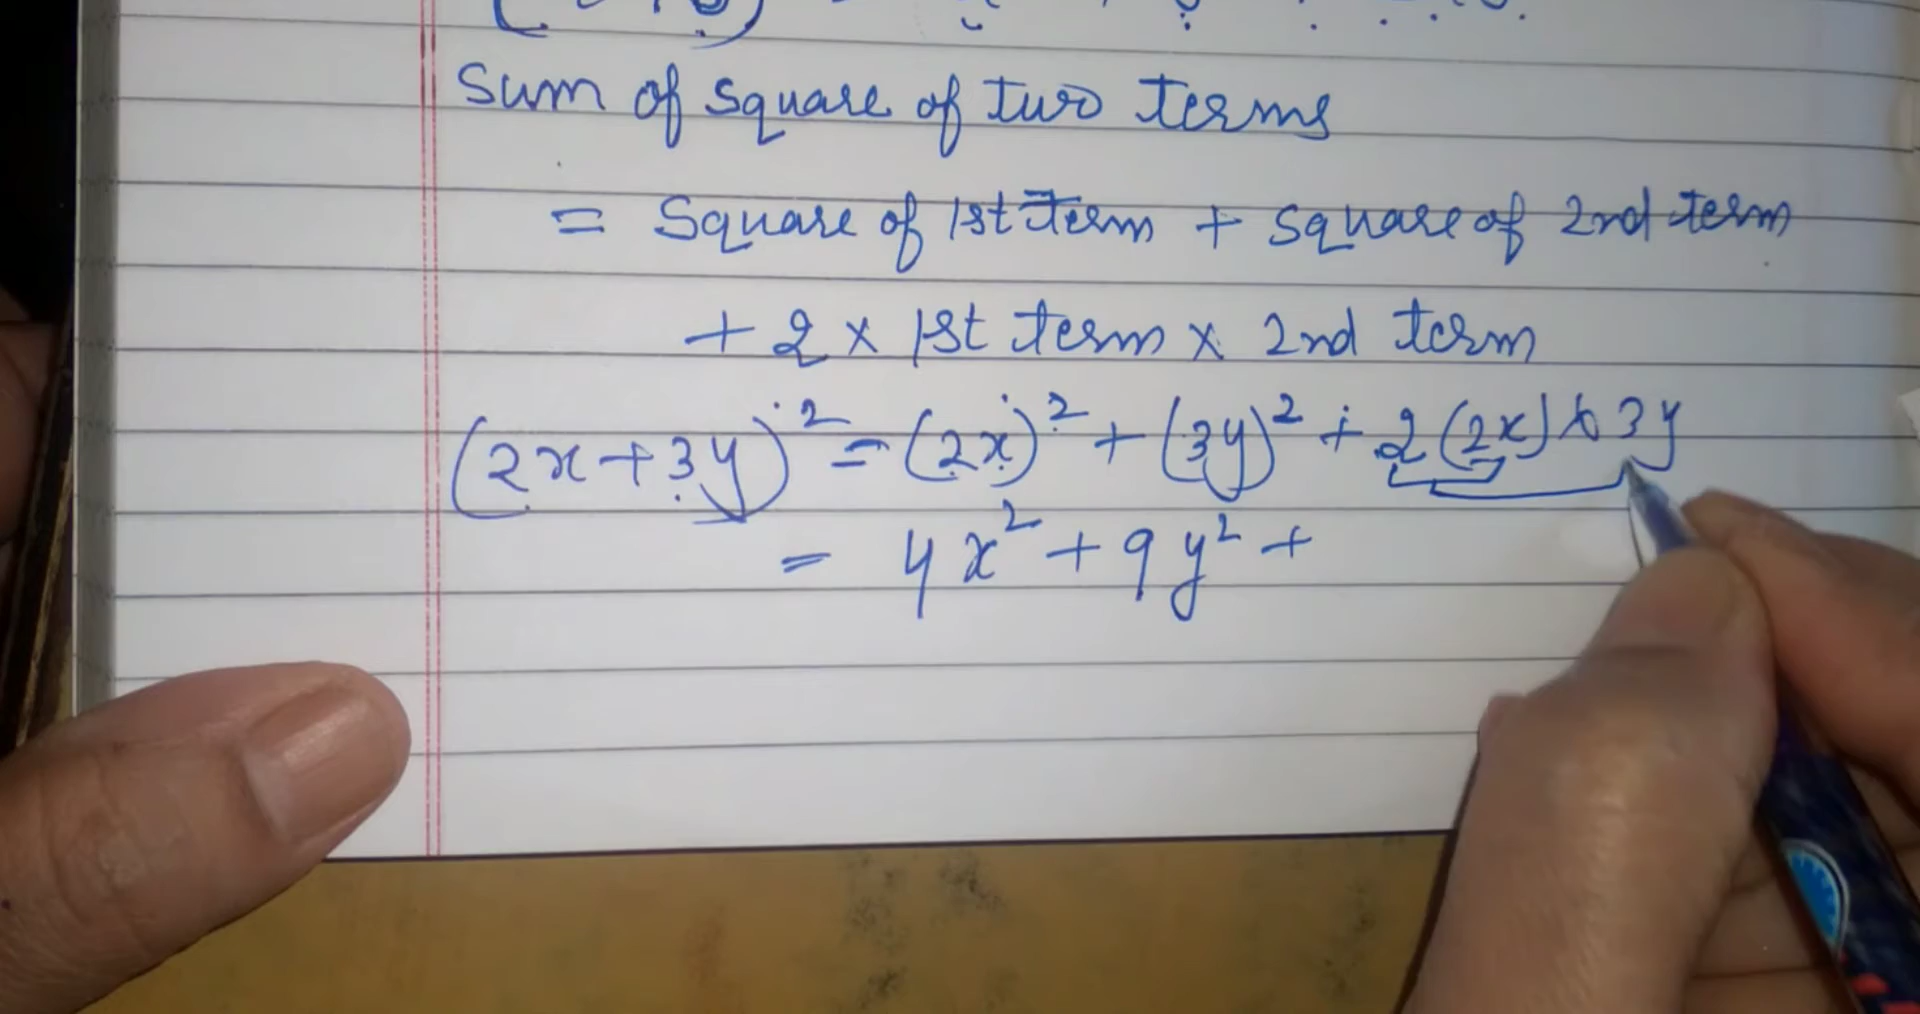 Sum of square of two terms
= Square of 1st term + square of 2nd term
+ 2 × 1st term × 2nd term
(2x+3y)² = (2x)² + (3y)² + 2(2x) × 3y
= 4x² + 9y² +